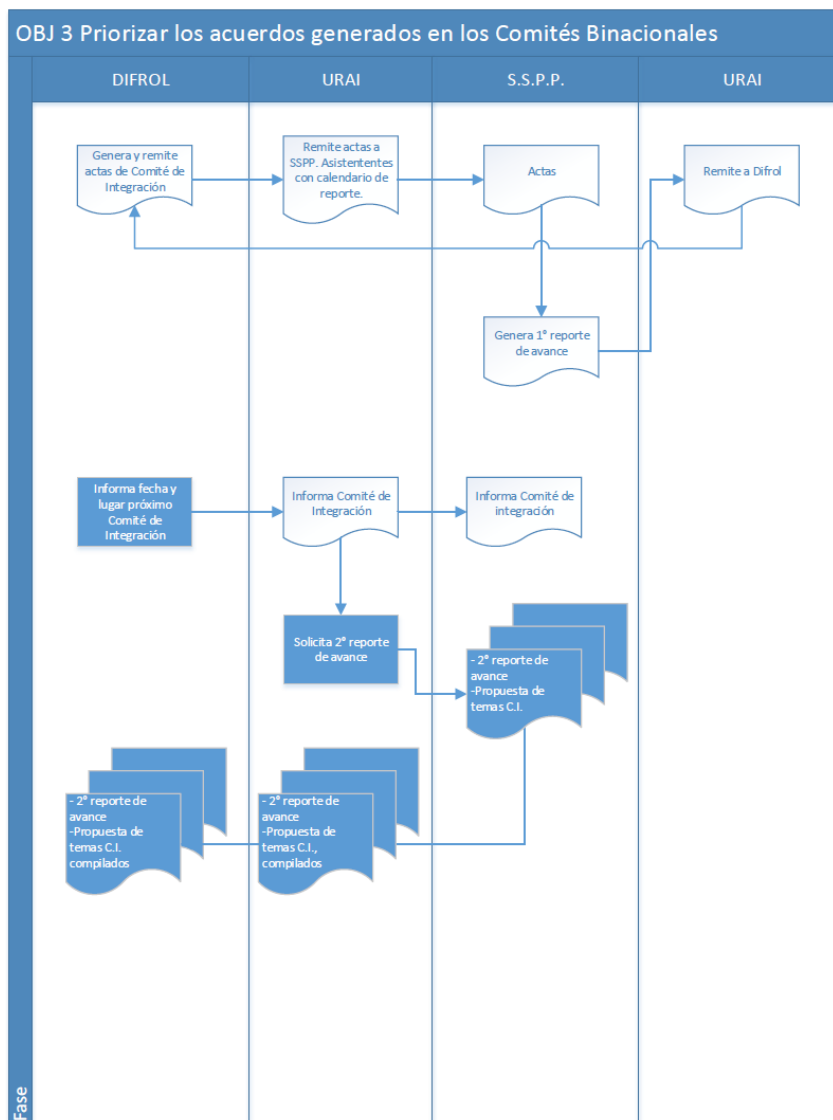 OBJ 3 Priorizar los acuerdos generados en los Comités Binacionales
DIFROL
URAI
S.S.P.P.
URAI
Genera y remite
actas de Comité de
Integración
Remite actas a
SSPP. Asistententes
con calendario de
reporte.
Actas
Remite a Difrol
Genera 1° reporte
de avance
Informa fecha y
lugar próximo
Comité de
Integración
Informa Comité de
Integración
Informa Comité de
integración
Solicita 2° reporte
de avance
- 2° reporte de
avance
-Propuesta de
temas C.I.
- 2° reporte de
avance
-Propuesta de
temas C.I.
compilados
- 2° reporte de
avance
-Propuesta de
temas C.I.,
compilados
Fase